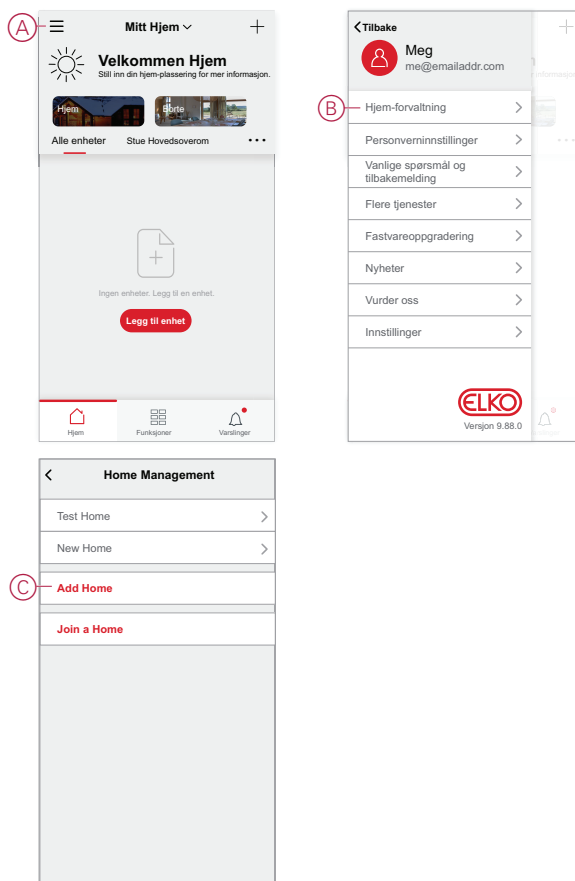 A
Mitt Hjem
Velkommen Hjem
Still inn din hjem-plassering for mer informasjon.
Hjem
Borte
Alle enheter
Stue Hovedsoverom
Ingen enheter. Legg til en enhet.
Legg til enhet
Hjem
Funksjoner
Varslinger
Tilbake
Meg
me@emailaddr.com
informasjon
B
Hjem-forvaltning
Personverninnstillinger
Vanlige spørsmål og
tilbakemelding
Flere tjenester
Fastvareoppgradering
Nyheter
Vurder oss
Innstillinger
ELKO
Versjon 9.88.0
Home Management
Test Home
New Home
C
Add Home
Join a Home